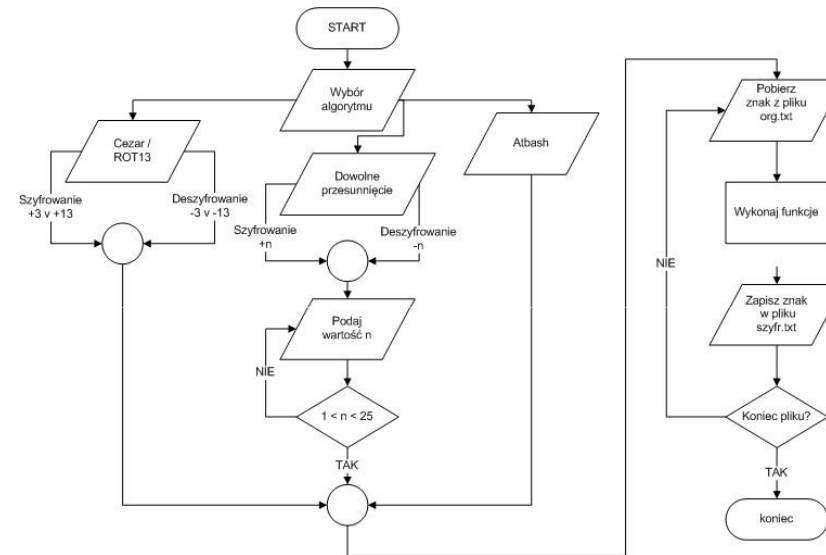 START
Wybór
algorytmu
Cezar /
ROT13
Szyfrowanie
+3 v +13
Deszyfrowanie
-3 v -13
Dowolne
przesunnięcie
Szyfrowanie
+n
Deszyfrowanie
-n
Atbash
Podaj
wartość n
NIE
1 < n < 25
TAK
Pobierz
znak z pliku
org.txt
Wykonaj funkcje
NIE
Zapisz znak
w pliku
szyfr.txt
Koniec pliku?
TAK
koniec